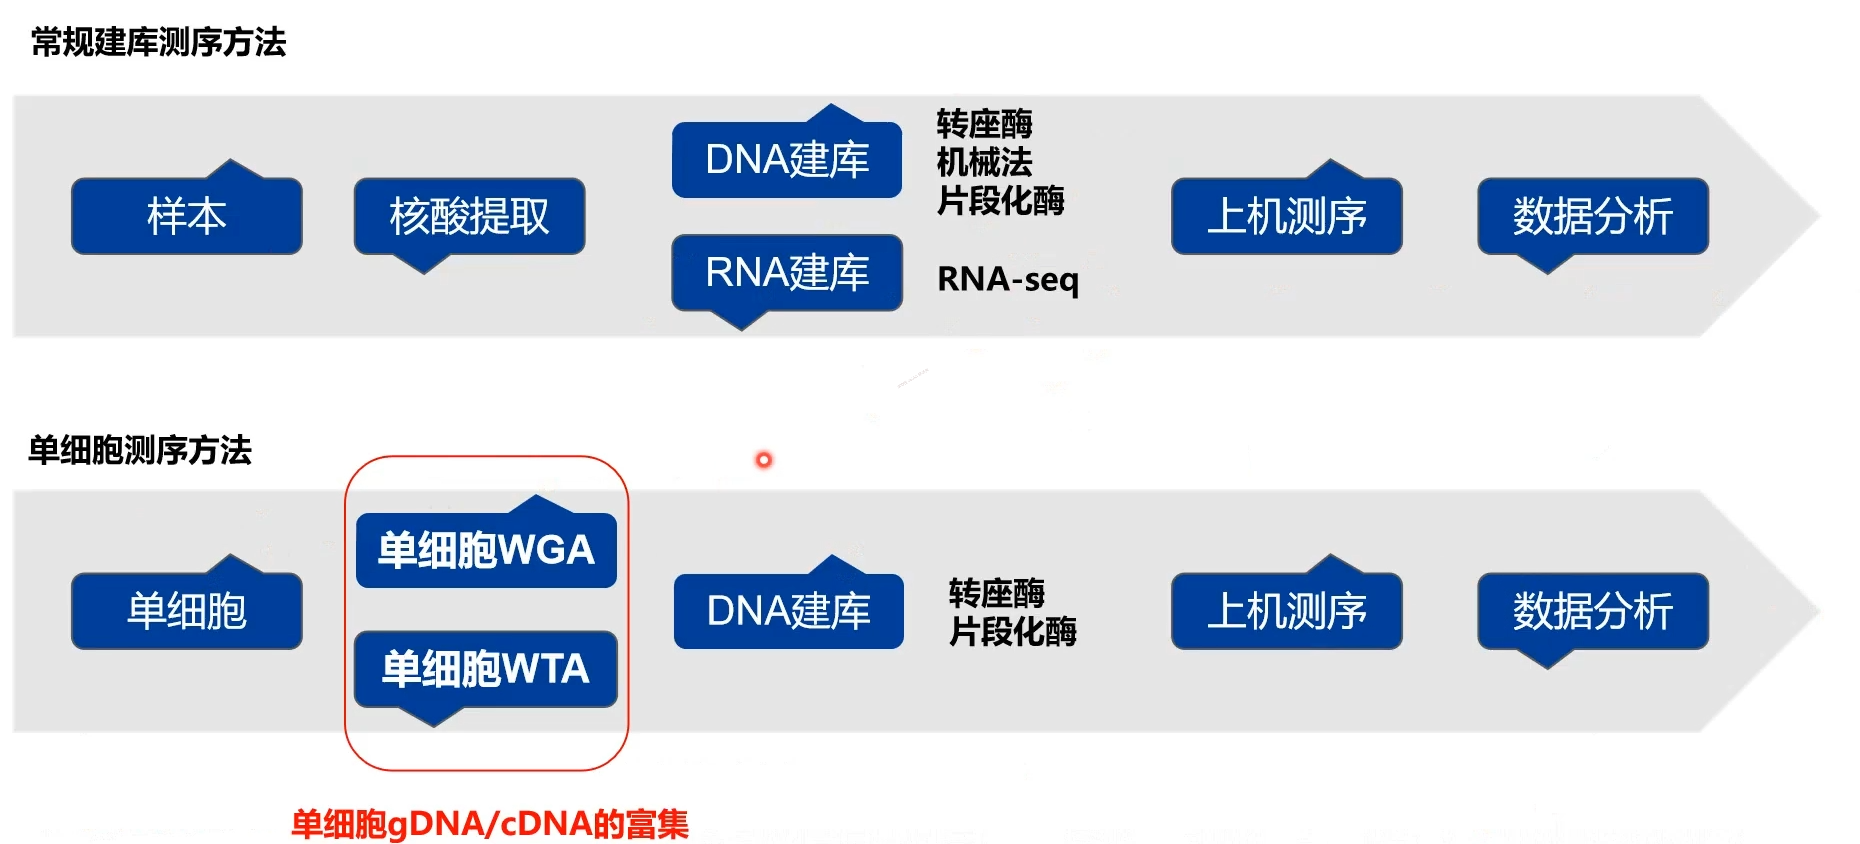 常规建库测序方法
样本
核酸提取
DNA建库
转座酶
机械法
片段化酶
RNA建库
RNA-seq
上机测序
数据分析
单细胞测序方法
单细胞
单细胞WGA
单细胞WTA
DNA建库
转座酶
片段化酶
上机测序
数据分析
单细胞gDNA/cDNA的富集